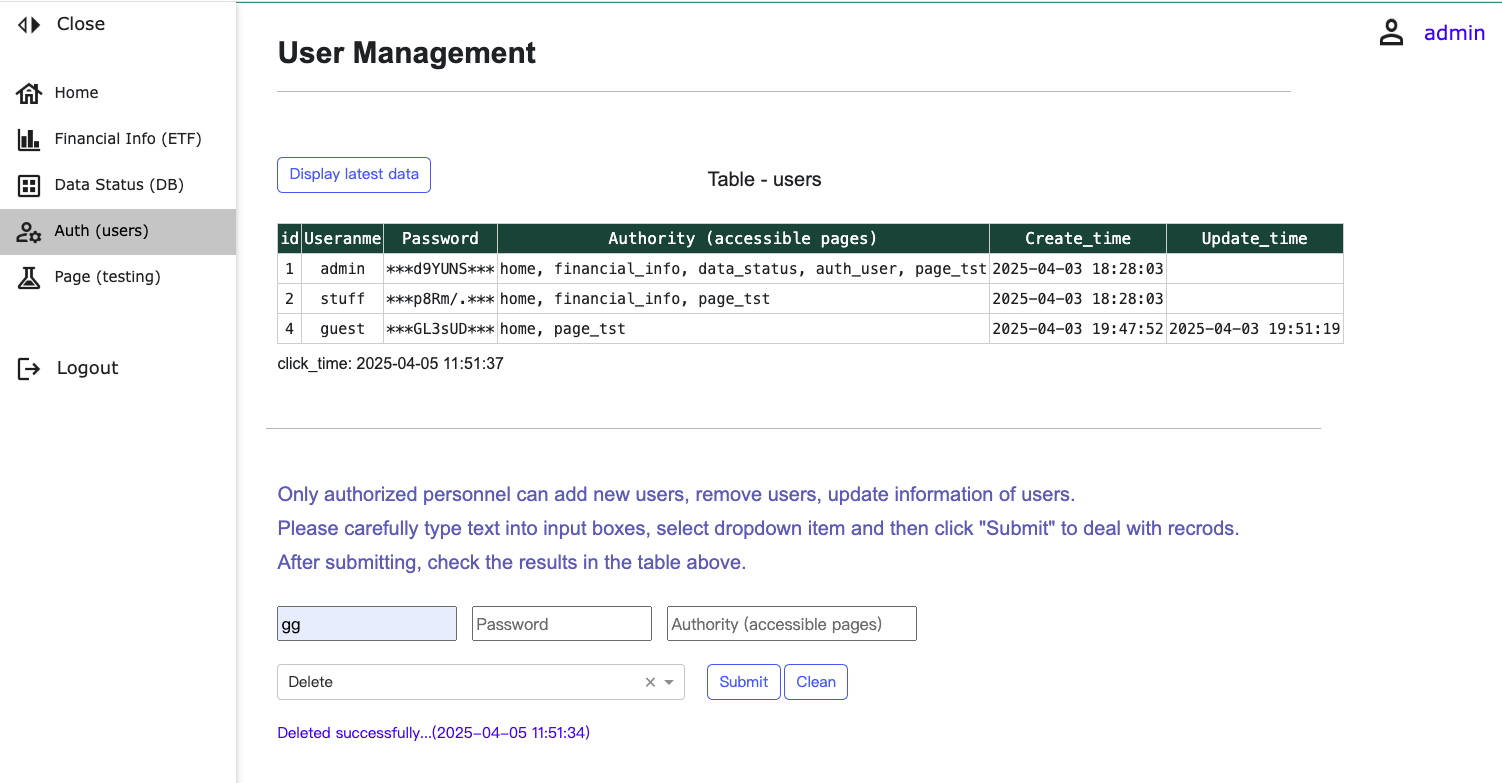 Close
Home
Financial Info (ETF)
Data Status (DB)
Auth (users)
Page (testing)
Logout
admin
User Management
Display latest data
Table - users
id Useranme Password Authority (accessible pages) Create_time Update_time
1 admin ***d9YUNS*** home, financial_info, data_status, auth_user, page_tst 2025-04-03 18:28:03
2 stuff ***p8Rm/.*** home, financial_info, page_tst 2025-04-03 18:28:03
4 guest ***GL3sUD*** home, page_tst 2025-04-03 19:47:52 2025-04-03 19:51:19
click_time: 2025-04-05 11:51:37
Only authorized personnel can add new users, remove users, update information of users.
Please carefully type text into input boxes, select dropdown item and then click "Submit" to deal with recrods.
After submitting, check the results in the table above.
gg Password Authority (accessible pages)
Delete × Submit Clean
Deleted successfully...(2025-04-05 11:51:34)